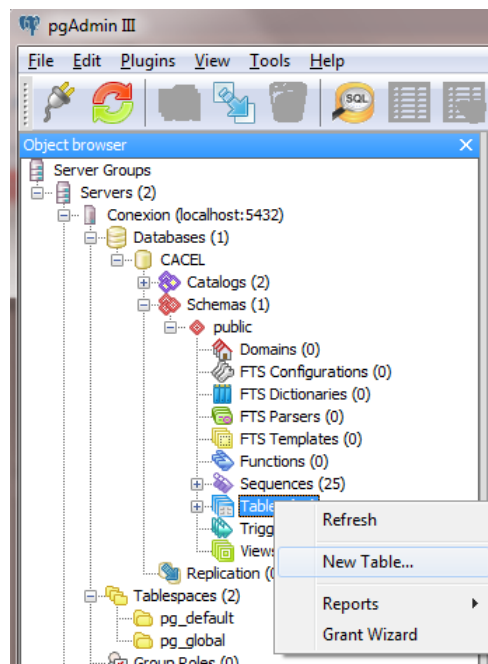 pgAdmin III
File Edit Plugins View Tools Help
SQL
Object browser
Server Groups
Servers (2)
Conexion (localhost:5432)
Databases (1)
CACEL
Catalogs (2)
Schemas (1)
public
Domains (0)
FTS Configurations (0)
FTS Dictionaries (0)
FTS Parsers (0)
FTS Templates (0)
Functions (0)
Sequences (25)
Table
Trigg
Views
Replication (
Tablespaces (2)
pg_default
pg_global
Group Roles (0)
Refresh
New Table...
Reports
Grant Wizard